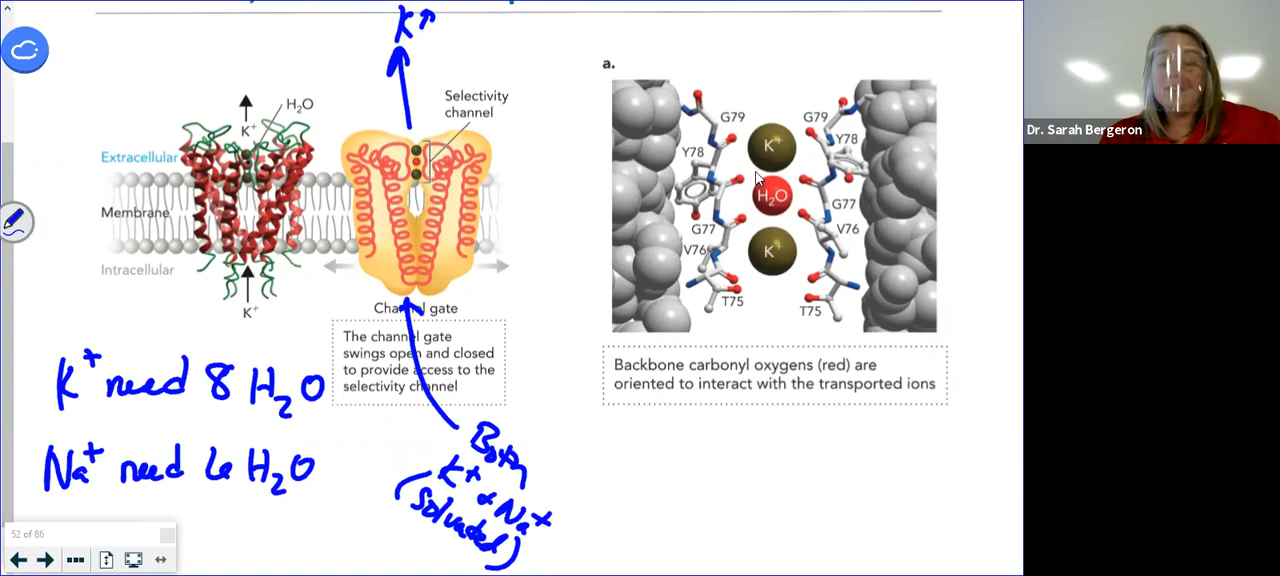 K↑
H₂O
K⁺
Selectivity
channel
Extracellular
Membrane
Intracellular
K⁺
Channel gate
The channel gate
swings open and closed
to provide access to the
selectivity channel
K⁺ need 8 H₂O
Na⁺ need 6 H₂O
Both
K⁺
& Na⁺
(Solvated)
a.
G79
G79
K⁺
Y78
Y78
H₂O
G77
G77
V76
V76
K⁺
T75
T75
Backbone carbonyl oxygens (red) are
oriented to interact with the transported ions
Dr. Sarah Bergeron
52 of 86